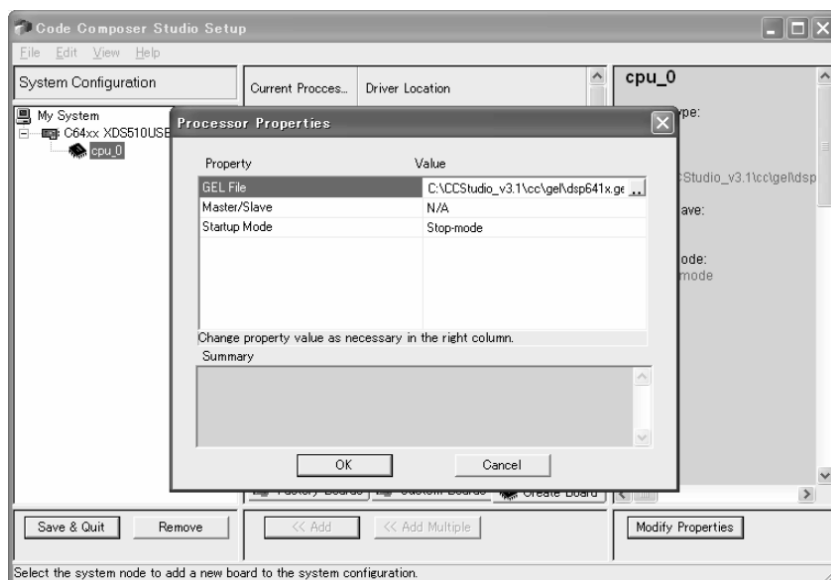 Code Composer Studio Setup
File Edit View Help
System Configuration
Current Procces... Driver Location
cpu_0
My System
C64xx XDS510USB
cpu_0
Processor Properties
Property Value
GEL File C:\CCStudio_v3.1\cc\gel\dsp641x.ge ...
Master/Slave N/A
Startup Mode Stop-mode
Change property value as necessary in the right column.
Summary
OK Cancel
ype:
CStudio_v3.1\cc\gel\dsp
ave:
ode:
mode
Create Board
Save & Quit Remove << Add << Add Multiple Modify Properties
Select the system node to add a new board to the system configuration.